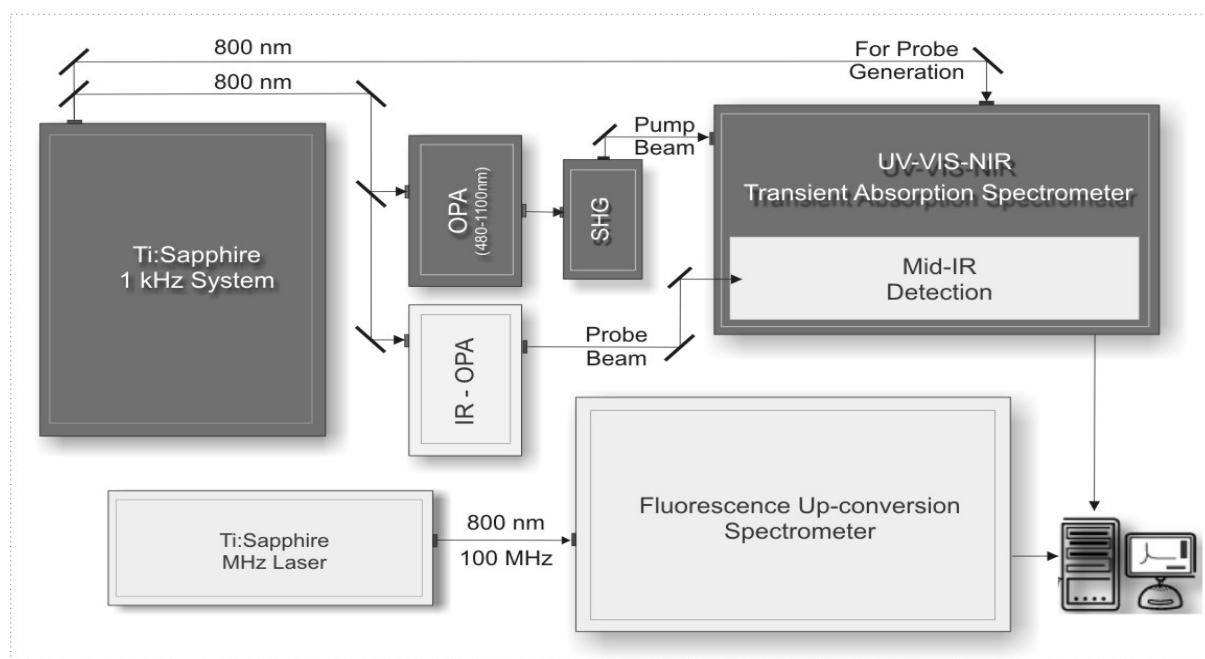 800 nm
800 nm
For Probe
Generation
Pump
Beam
UV-VIS-NIR
Transient Absorption Spectrometer
OPA
(480-1100nm)
SHG
Ti:Sapphire
1 kHz System
Mid-IR
Detection
IR - OPA
Probe
Beam
Fluorescence Up-conversion
Spectrometer
800 nm
100 MHz
Ti:Sapphire
MHz Laser